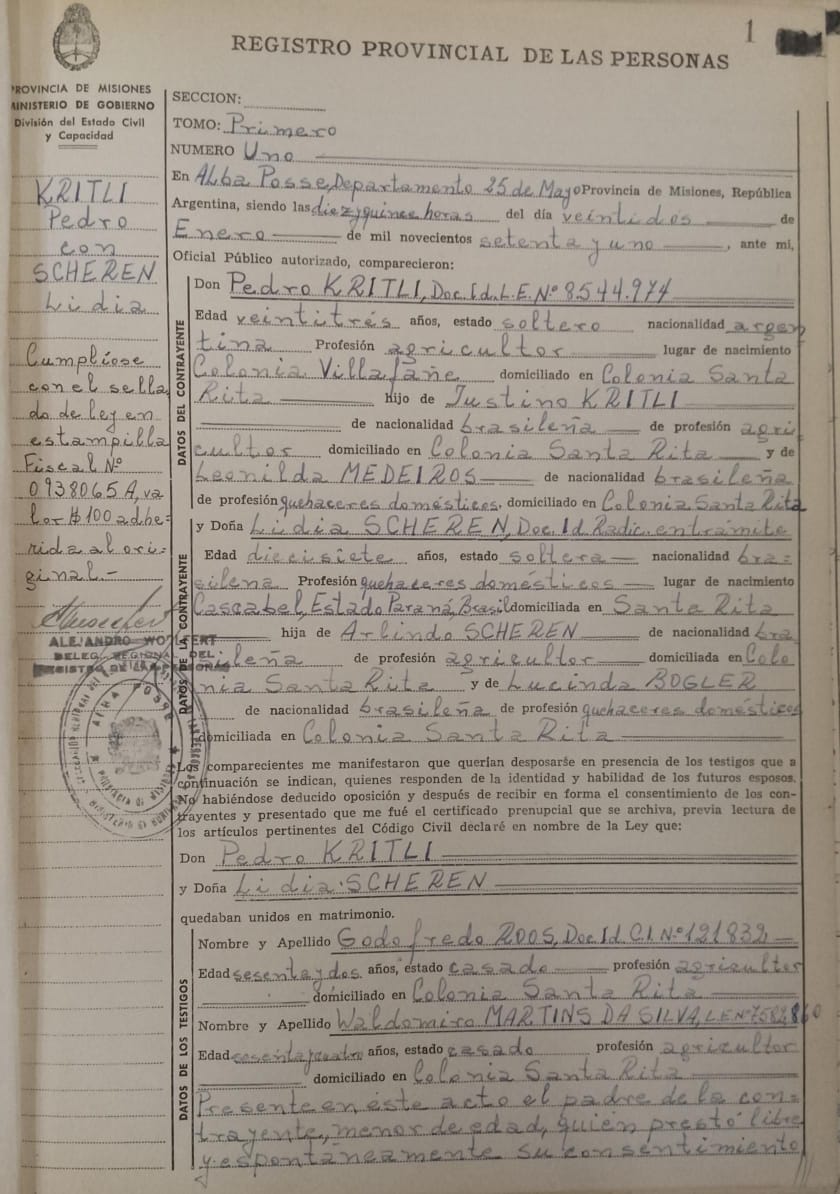 1
REGISTRO PROVINCIAL DE LAS PERSONAS
PROVINCIA DE MISIONES
MINISTERIO DE GOBIERNO
División del Estado Civil
y Capacidad
KRITLI
Pedro
con
SCHEREN
Lidia
Cumplióse
con el sella
do de ley en
estampilla
Fiscal Nº
0938065 A, va
lor $ 100 adhe=
rida al ori=
ginal.-
ALEJANDRO
DELEG. REGIONAL DEL
REGISTRO DE LAS PERSONAS
SECCION:
TOMO: Primero
NUMERO Uno
En Alba Posse, Departamento 25 de Mayo Provincia de Misiones, República
Argentina, siendo las diez y quince horas del día veintidos de
Enero de mil novecientos setenta y uno, ante mi,
Oficial Público autorizado, comparecieron:
DATOS DEL CONTRAYENTE
Don Pedro KRITLI, Doc. Id. L.E. Nº 8.544.974
Edad veintitrés años, estado soltero nacionalidad argen
tina Profesión agricultor lugar de nacimiento
Colonia Villafañe domiciliado en Colonia Santa
Rita hijo de Justino KRITLI
de nacionalidad brasileña de profesión agri
cultor domiciliado en Colonia Santa Rita y de
Leonilda MEDEIROS de nacionalidad brasileña
de profesión quehaceres domésticos, domiciliado en Colonia Santa Rita
DATOS DE LA CONTRAYENTE
y Doña Lidia SCHEREN, Doc. Id. Radic. en trámite
Edad diecisiete años, estado soltera nacionalidad bra=
sileña Profesión quehaceres domésticos lugar de nacimiento
Cascabel, Estado Paraná, Brasil domiciliada en Santa Rita
hija de Arlindo SCHEREN de nacionalidad bra
sileña de profesión agricultor domiciliada en Colo
nia Santa Rita y de Lucinda BOGLER
de nacionalidad brasileña de profesión quehaceres domésticos
domiciliada en Colonia Santa Rita
Los comparecientes me manifestaron que querían desposarse en presencia de los testigos que a
continuación se indican, quienes responden de la identidad y habilidad de los futuros esposos.
No habiéndose deducido oposición y después de recibir en forma el consentimiento de los con-
trayentes y presentado que me fué el certificado prenupcial que se archiva, previa lectura de
los artículos pertinentes del Código Civil declaré en nombre de la Ley que:
Don Pedro KRITLI
y Doña Lidia SCHEREN
quedaban unidos en matrimonio.
DATOS DE LOS TESTIGOS
Nombre y Apellido Godofredo ROOS, Doc. Id. C.I. Nº 121832
Edad sesenta y dos años, estado casado profesión agricultor
domiciliado en Colonia Santa Rita
Nombre y Apellido Waldomiro MARTINS DA SILVA, L.E. Nº
Edad sesenta y cuatro años, estado casado profesión agricultor
domiciliado en Colonia Santa Rita
Presente en éste acto el padre de la con=
trayente, menor de edad, quien prestó libre
y espontáneamente su consentimiento